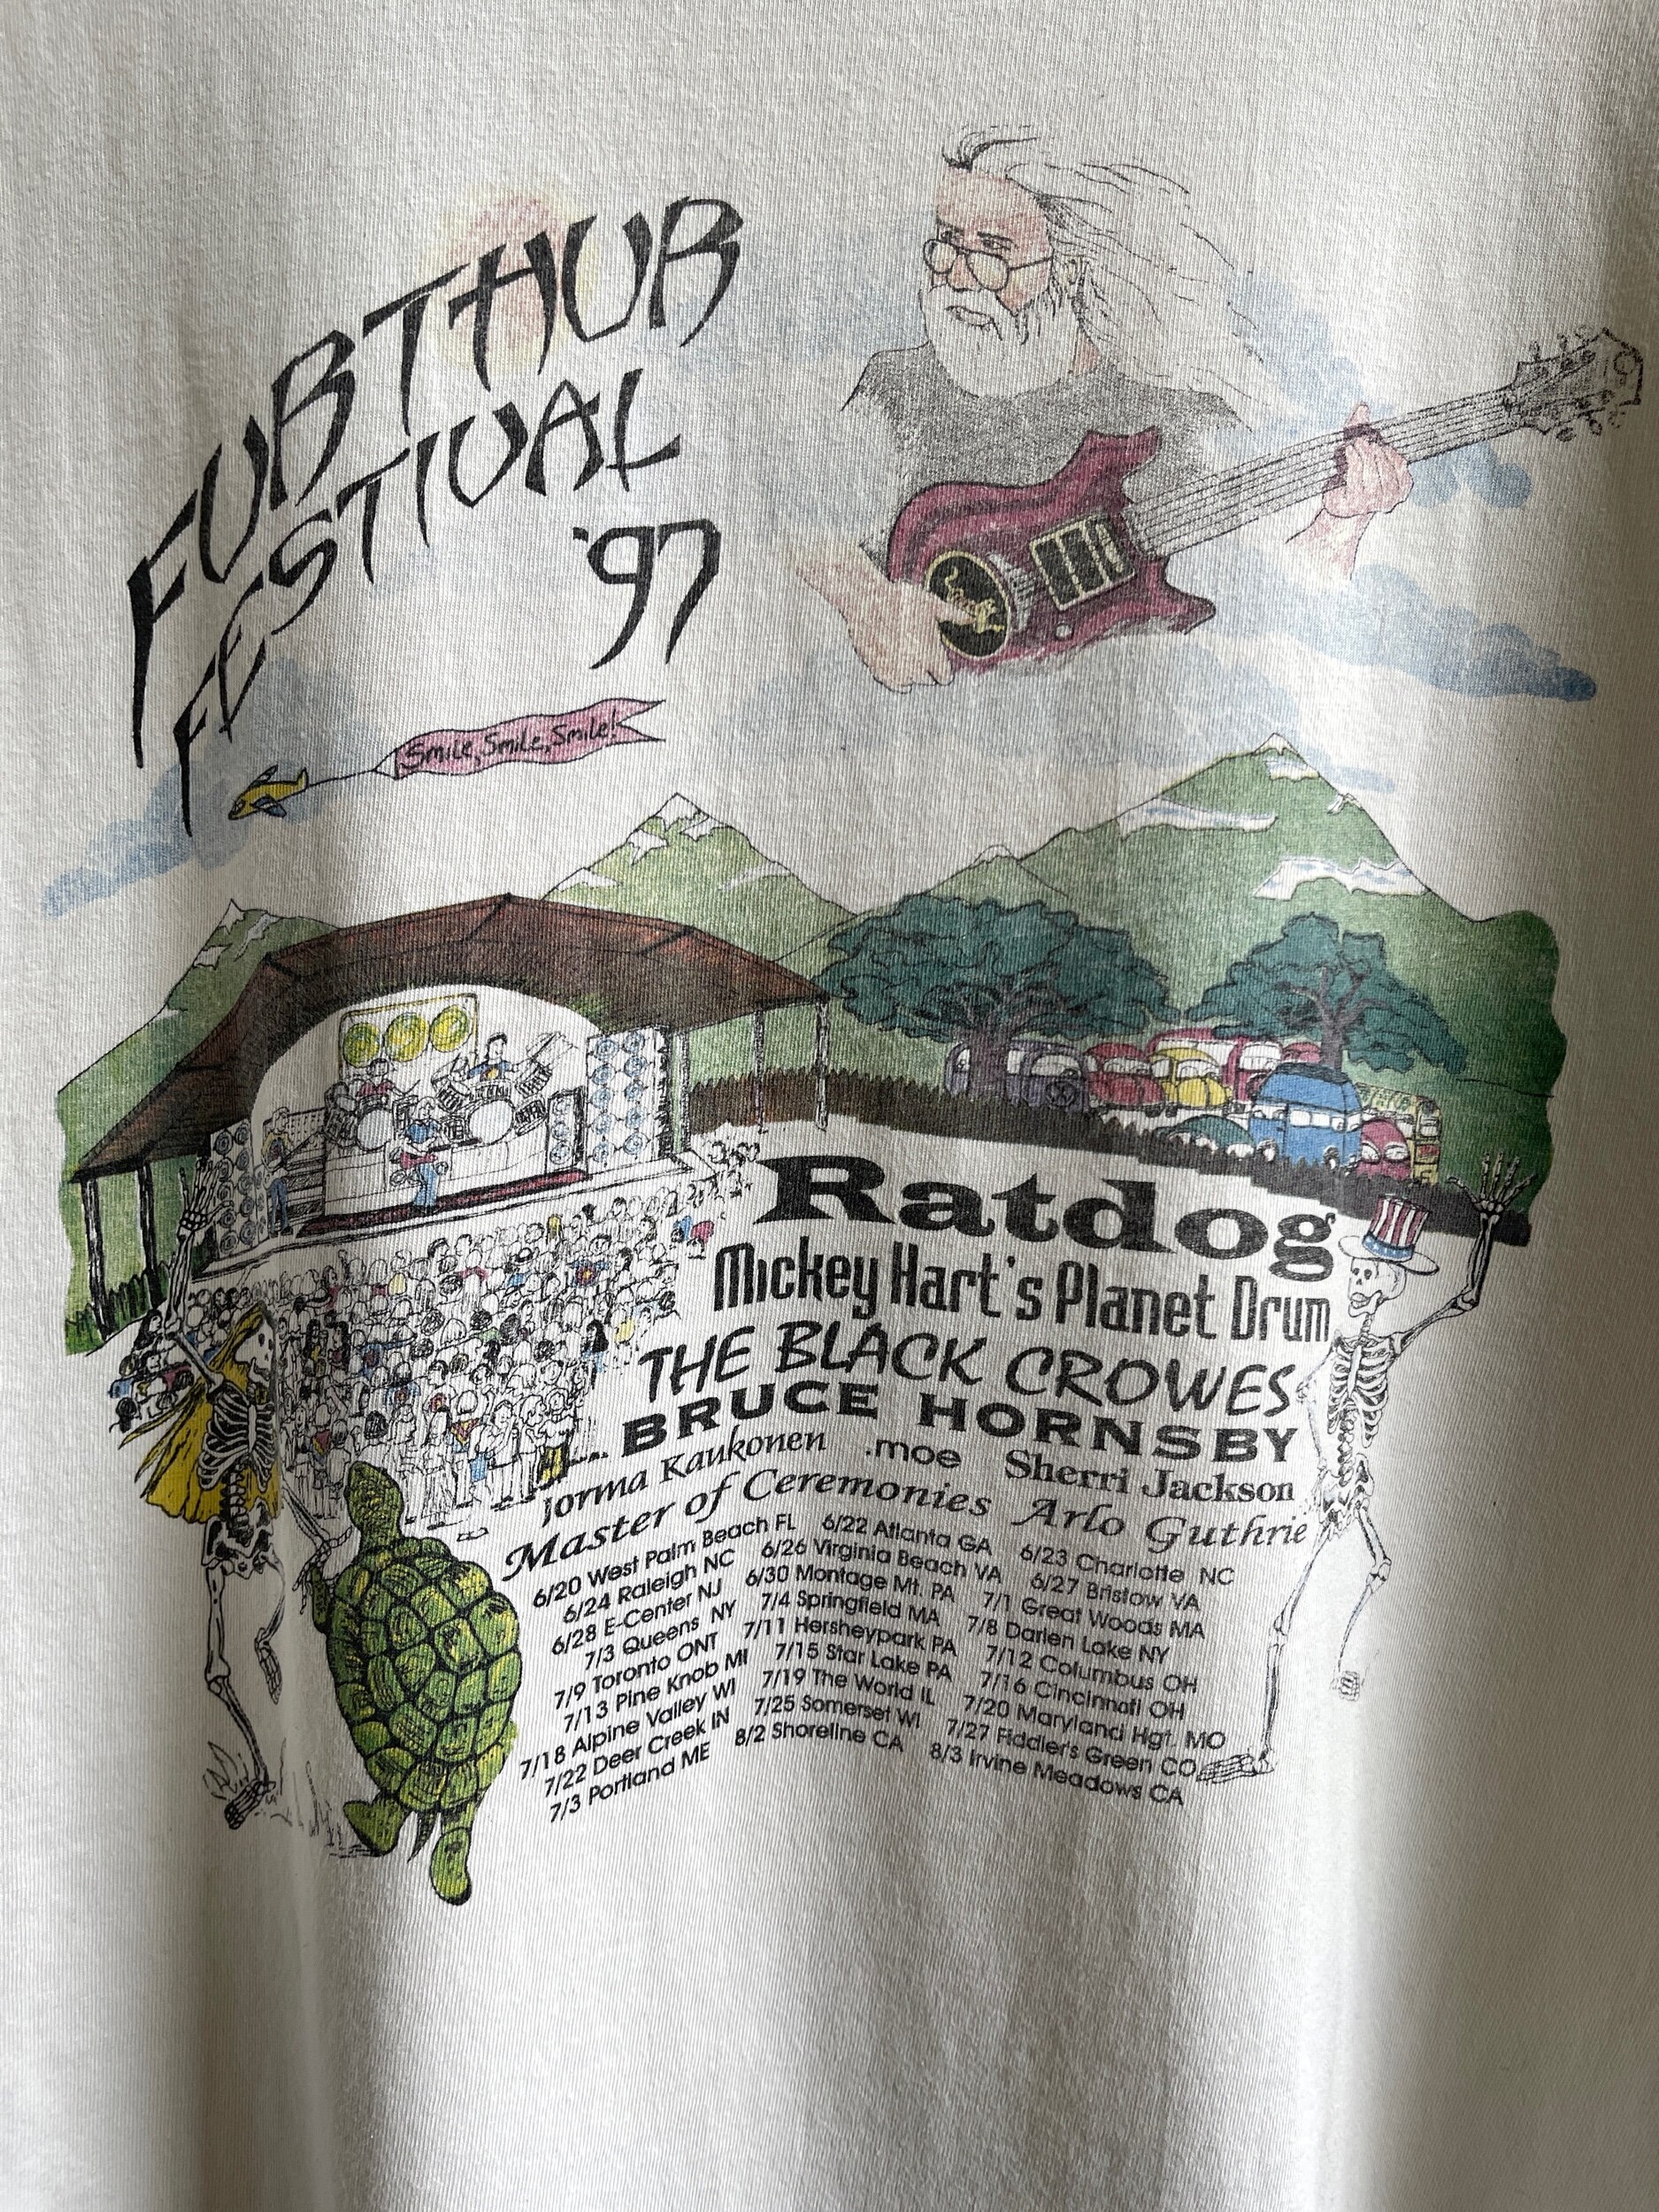 FURTHUR
FESTIVAL
'97
Smile, Smile, Smile!
Ratdog
Mickey Hart's Planet Drum
THE BLACK CROWES
BRUCE HORNSBY
Jorma Kaukonen .moe Sherri Jackson
Master of Ceremonies Arlo Guthrie
6/20 West Palm Beach FL 6/22 Atlanta GA 6/23 Charlotte NC
6/24 Raleigh NC 6/26 Virginia Beach VA 6/27 Bristow VA
6/28 E-Center NJ 6/30 Montage Mt. PA 7/1 Great Woods MA
7/3 Queens NY 7/4 Springfield MA 7/8 Darien Lake NY
7/9 Toronto ONT 7/11 Hersheypark PA 7/12 Columbus OH
7/13 Pine Knob MI 7/15 Star Lake PA 7/16 Cincinnati OH
7/18 Alpine Valley WI 7/19 The World IL 7/20 Maryland Hgt. MO
7/22 Deer Creek IN 7/25 Somerset WI 7/27 Fiddler's Green CO
7/3 Portland ME 8/2 Shoreline CA 8/3 Irvine Meadows CA